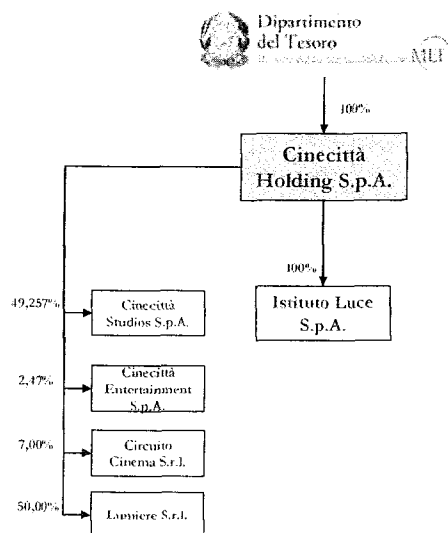 Dipartimento
del Tesoro
MEF
100%
Cinecittà
Holding S.p.A.
100%
Istituto Luce
S.p.A.
49,257%
Cinecittà
Studios S.p.A.
2,47%
Cinecittà
Entertainment
S.p.A.
7,00%
Circuito
Cinema S.r.l.
50,00%
Lumiere S.r.l.